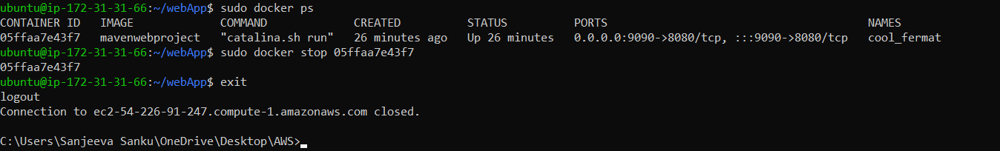 ubuntu@ip-172-31-31-66:~/webApp$ sudo docker ps
CONTAINER ID   IMAGE             COMMAND             CREATED          STATUS          PORTS                                       NAMES
05ffaa7e43f7   mavenwebproject   "catalina.sh run"   26 minutes ago   Up 26 minutes   0.0.0.0:9090->8080/tcp, :::9090->8080/tcp   cool_fermat
ubuntu@ip-172-31-31-66:~/webApp$ sudo docker stop 05ffaa7e43f7
05ffaa7e43f7
ubuntu@ip-172-31-31-66:~/webApp$ exit
logout
Connection to ec2-54-226-91-247.compute-1.amazonaws.com closed.
C:\Users\Sanjeeva Sanku\OneDrive\Desktop\AWS>